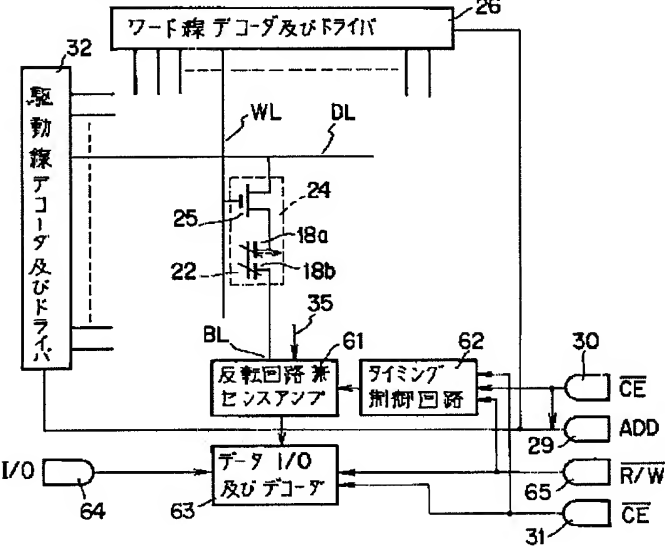 26
ワード線デコーダ及びドライバ
32
駆動線デコーダ及びドライバ
WL
DL
24
25
18a
22
18b
35
BL
61
62
30
反転回路兼
センスアンプ
タイミング
制御回路
CE
ADD
29
I/O
データ I/O
及びデコーダ
R/W
64
63
65
CE
31